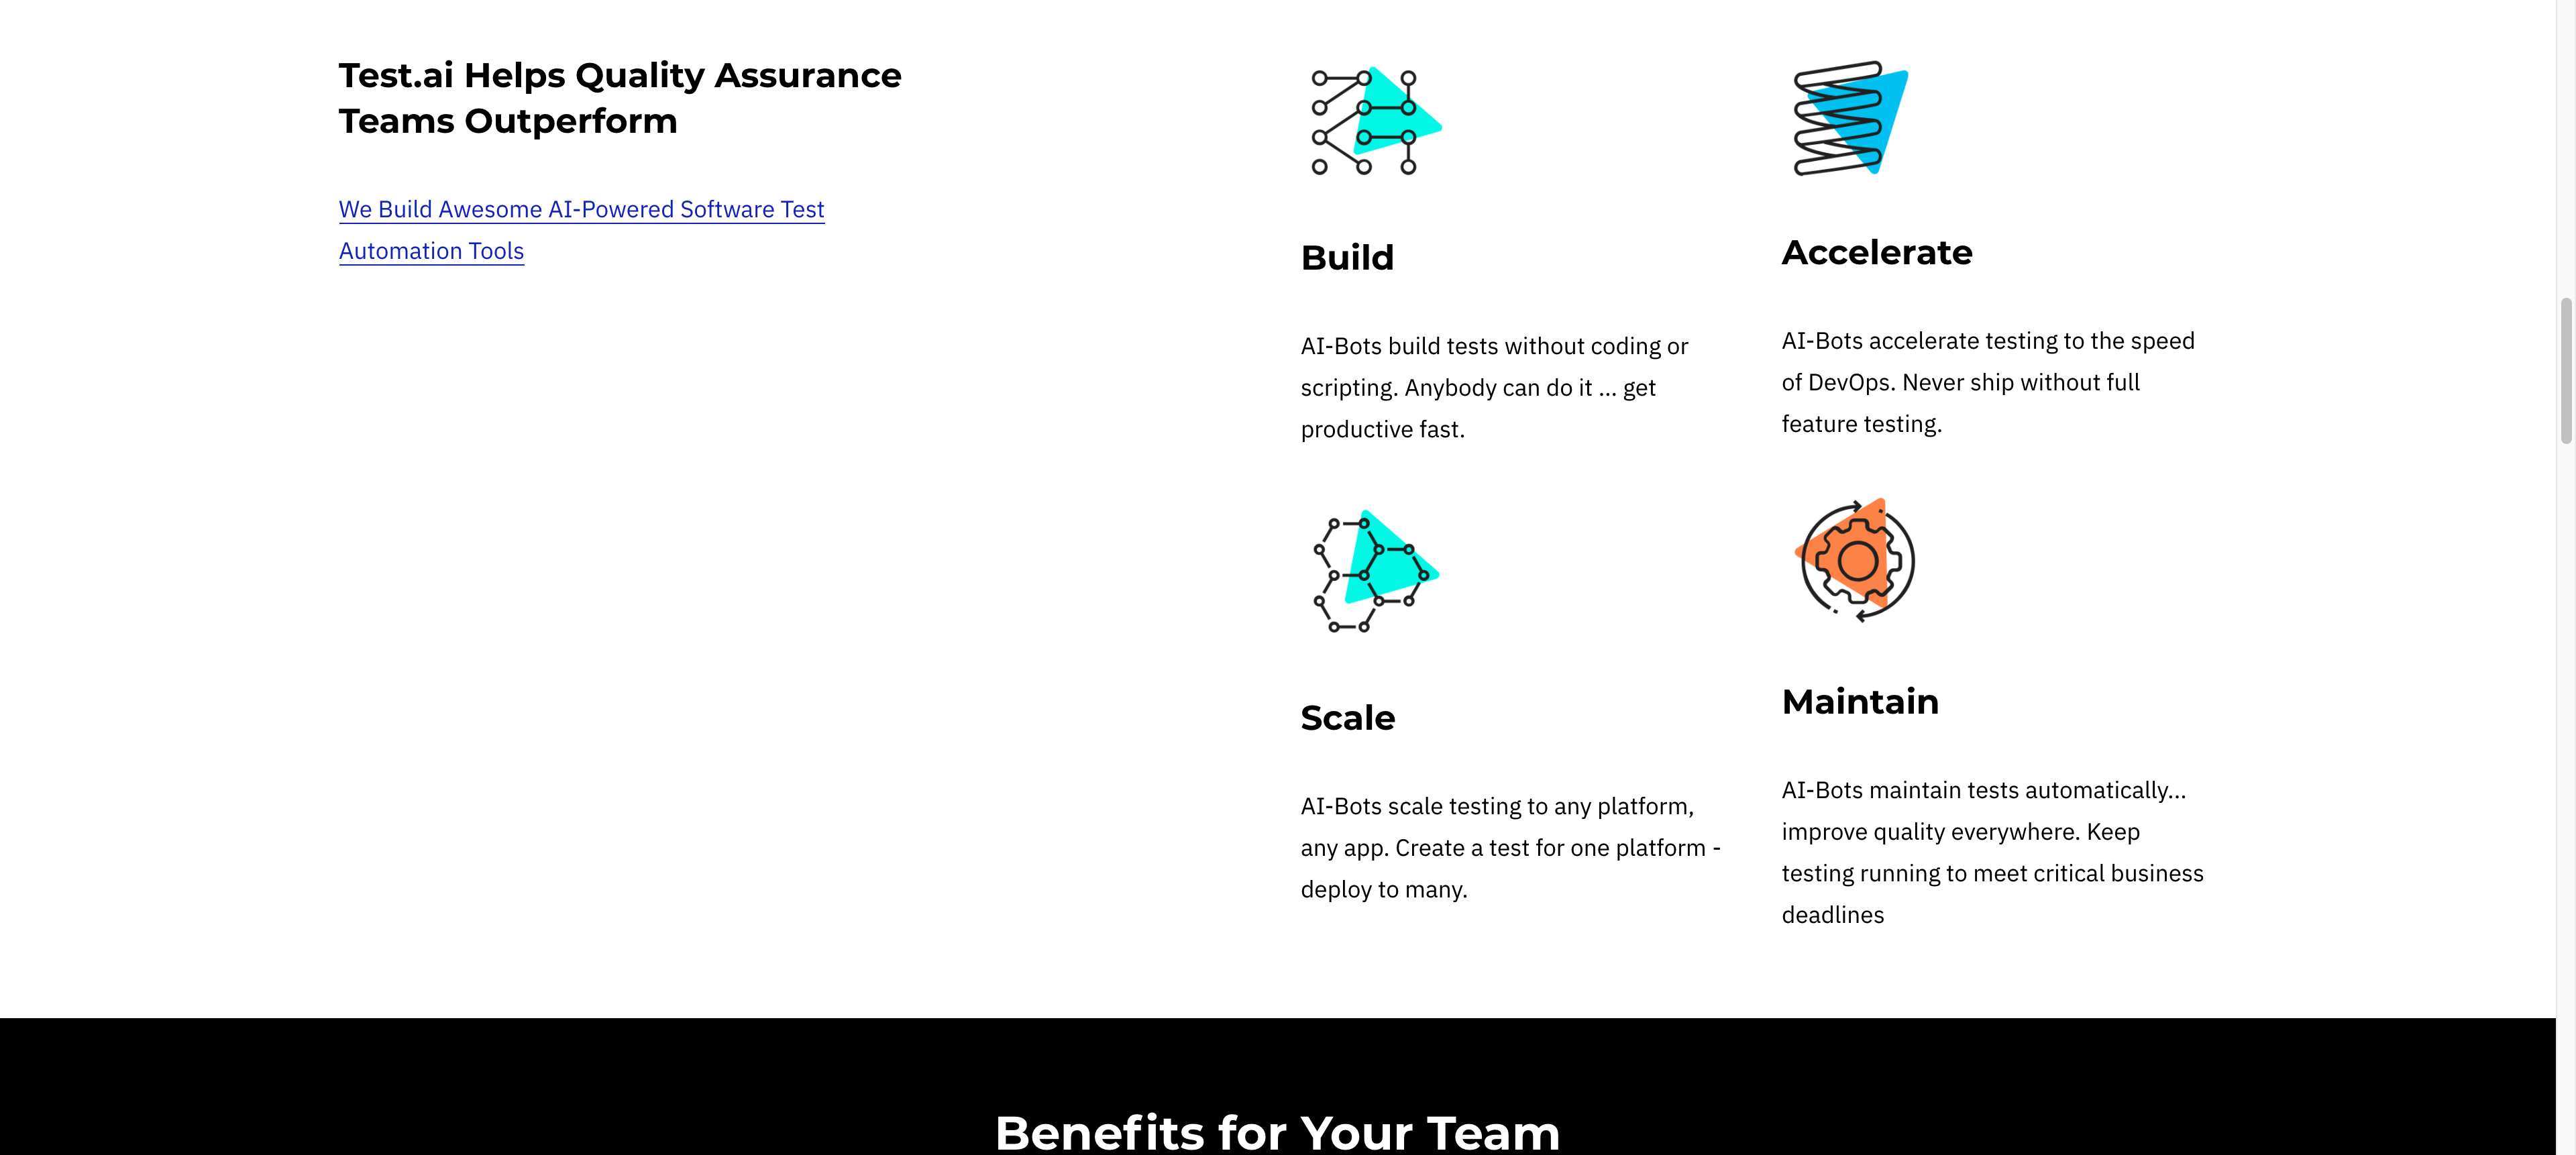 Test.ai Helps Quality Assurance
Teams Outperform
We Build Awesome AI-Powered Software Test
Automation Tools
Build
AI-Bots build tests without coding or
scripting. Anybody can do it ... get
productive fast.
Accelerate
AI-Bots accelerate testing to the speed
of DevOps. Never ship without full
feature testing.
Scale
AI-Bots scale testing to any platform,
any app. Create a test for one platform -
deploy to many.
Maintain
AI-Bots maintain tests automatically...
improve quality everywhere. Keep
testing running to meet critical business
deadlines
Benefits for Your Team